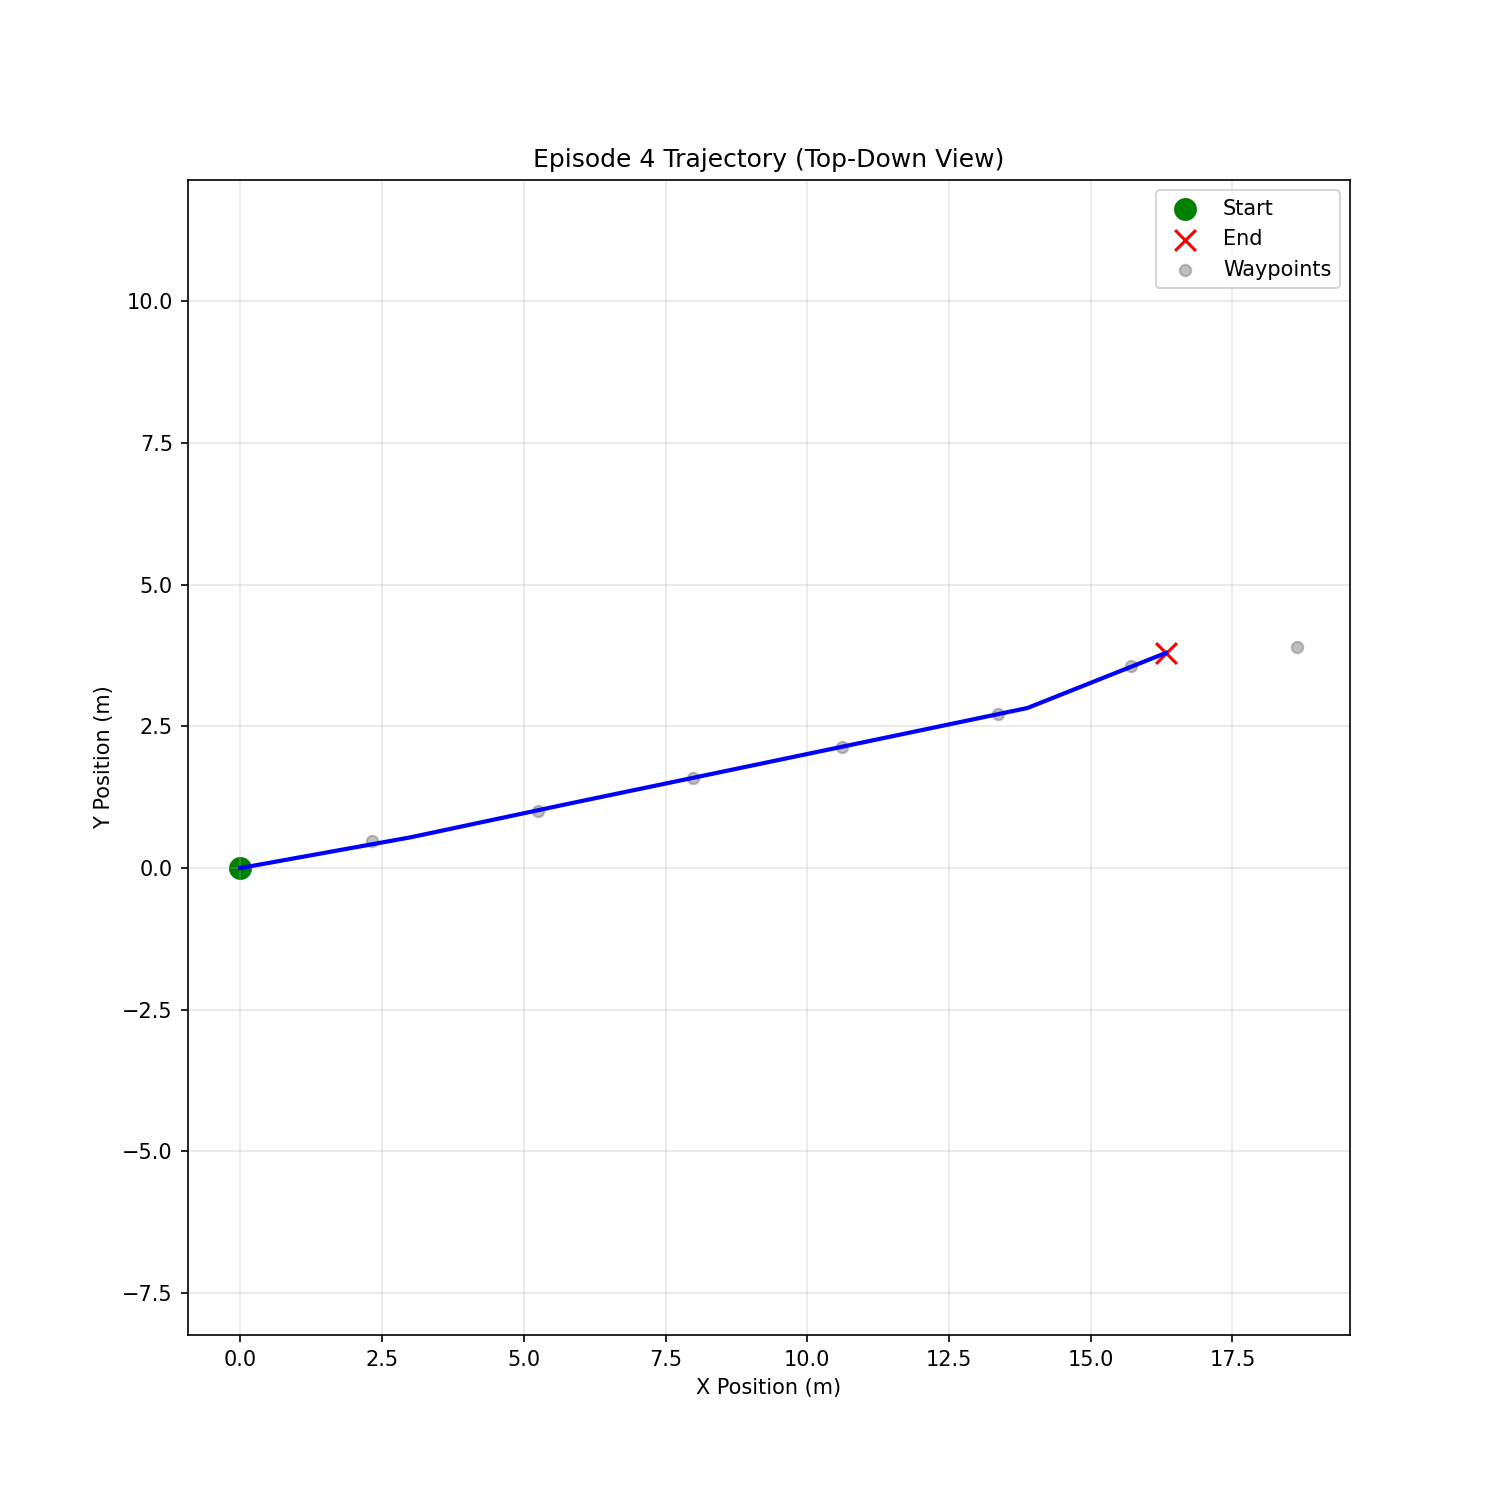 Episode 4 Trajectory (Top-Down View)
Start
End
Waypoints
10.0
7.5
5.0
2.5
0.0
−2.5
−5.0
−7.5
Y Position (m)
0.0 2.5 5.0 7.5 10.0 12.5 15.0 17.5
X Position (m)